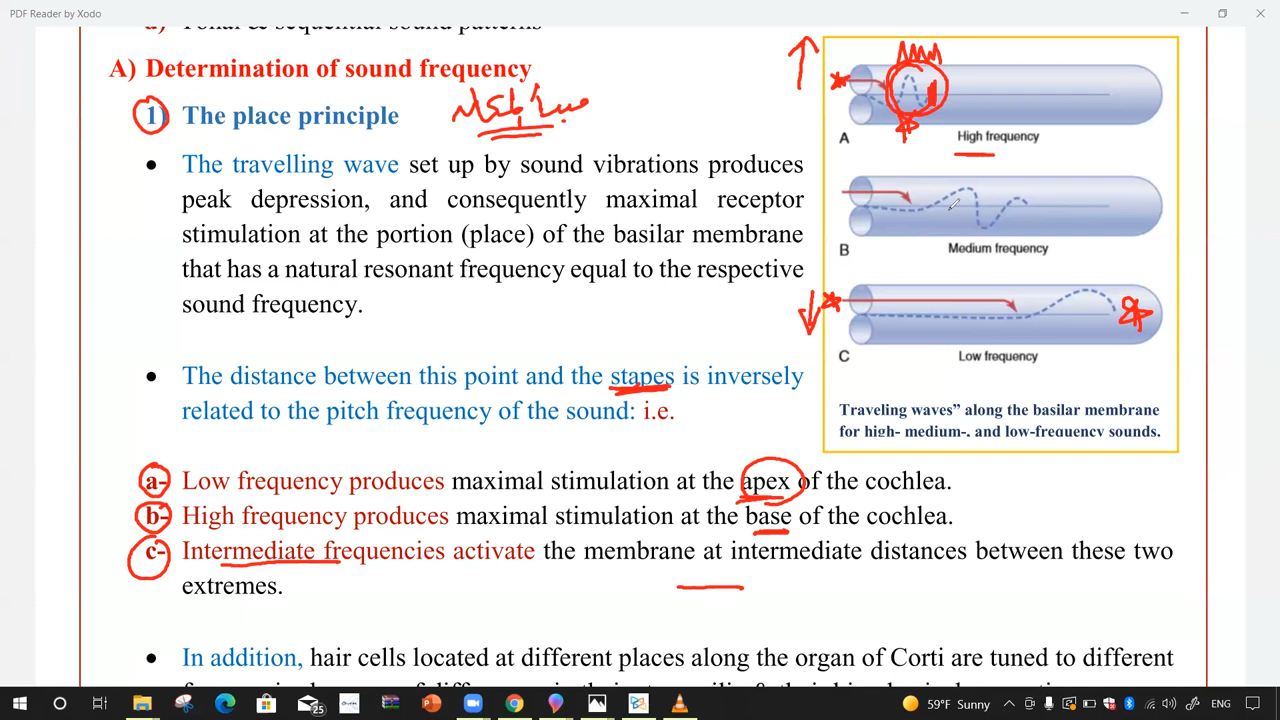 PDF Reader by Xodo
d) Tonal & sequential sound patterns
A) Determination of sound frequency
1) The place principle
مبدأ المكان
• The travelling wave set up by sound vibrations produces
peak depression, and consequently maximal receptor
stimulation at the portion (place) of the basilar membrane
that has a natural resonant frequency equal to the respective
sound frequency.
• The distance between this point and the stapes is inversely
related to the pitch frequency of the sound: i.e.
A
High frequency
B
Medium frequency
C
Low frequency
Traveling waves” along the basilar membrane
for high- medium-, and low-frequency sounds.
a- Low frequency produces maximal stimulation at the apex of the cochlea.
b- High frequency produces maximal stimulation at the base of the cochlea.
c- Intermediate frequencies activate the membrane at intermediate distances between these two
extremes.
• In addition, hair cells located at different places along the organ of Corti are tuned to different
25
59°F Sunny
ENG